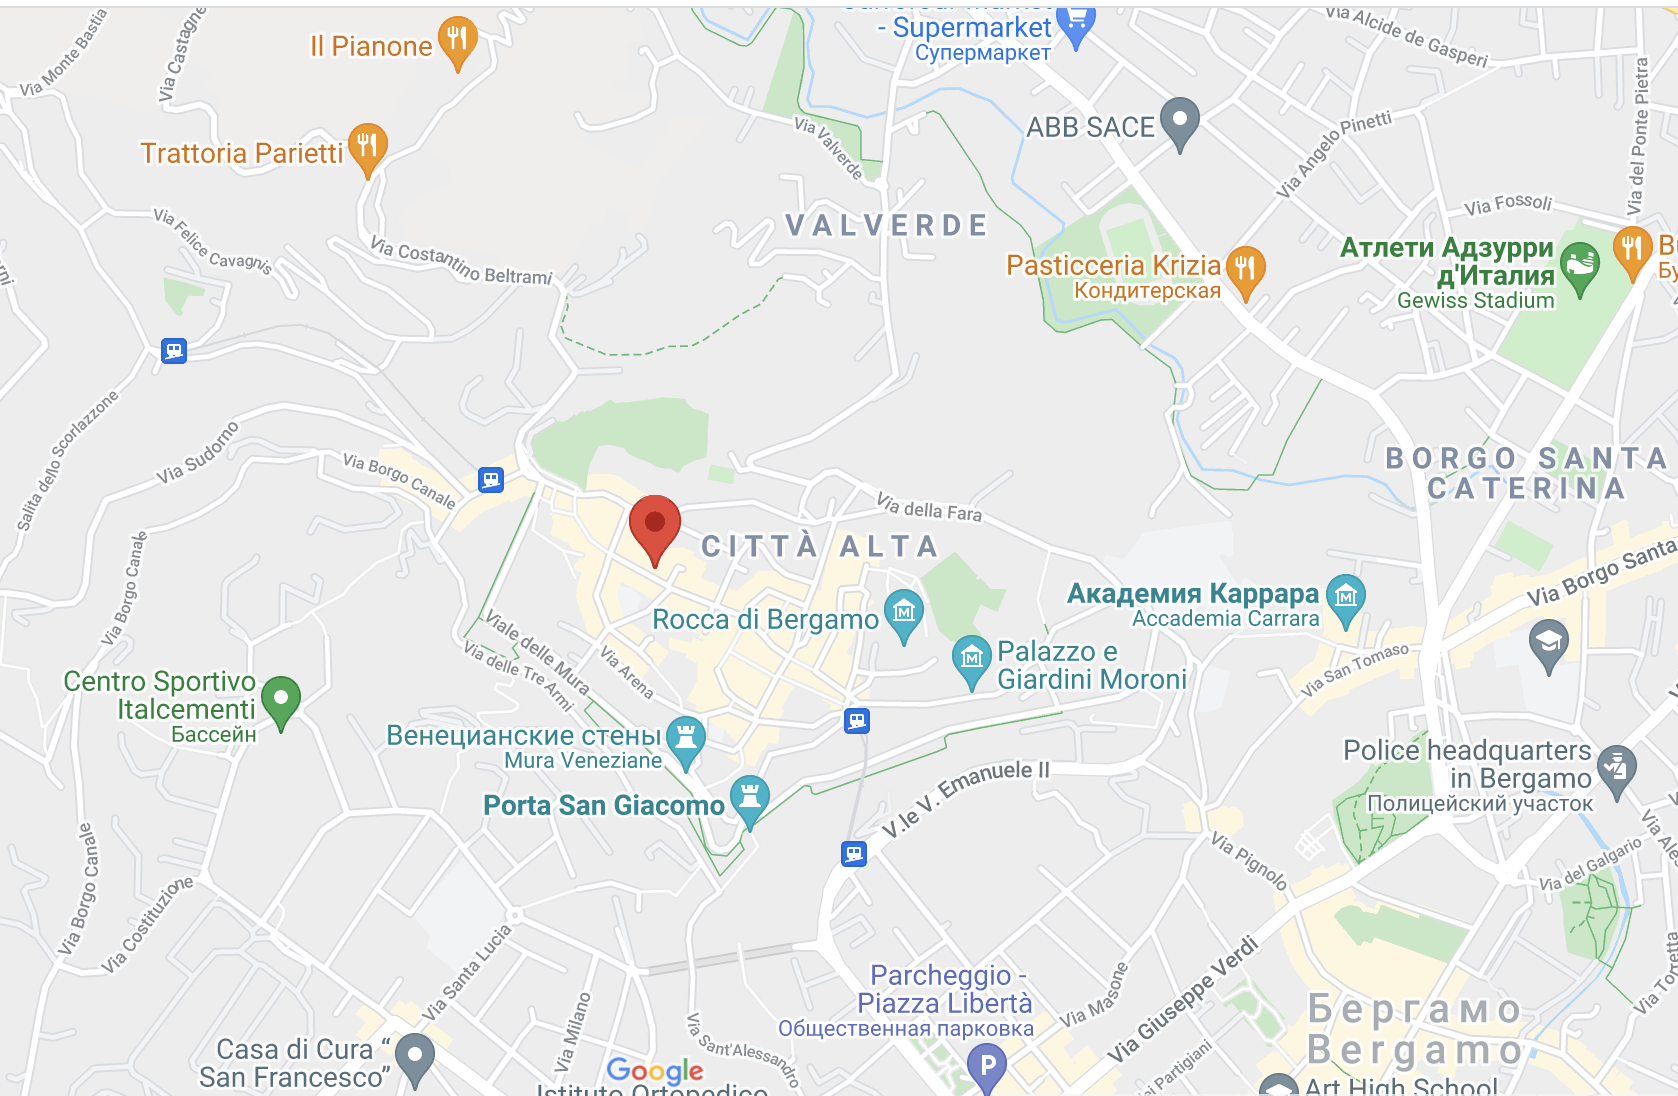 Via Monte Bastia
Via Castagne
Il Pianone
- Supermarket
Супермаркет
Via Alcide de Gasperi
Trattoria Parietti
Via Valverde
ABB SACE
Via Angelo Pinetti
Via del Ponte Pietra
Via Fossoli
Via Felice Cavagnis
Via Costantino Beltrami
VALVERDE
Pasticceria Krizia
Кондитерская
Атлети Адзурри
д'Италия
Gewiss Stadium
Salita dello Scorlazzone
Via Sudorno
Via Borgo Canale
Via della Fara
BORGO SANTA
CATERINA
CITTÀ ALTA
Via Borgo Santa
Via Borgo Canale
Rocca di Bergamo
Академия Каррара
Accademia Carrara
Viale delle Mura
Via delle Tre Armi
Via Arena
Palazzo e
Giardini Moroni
Via San Tomaso
Centro Sportivo
Italcementi
Бассейн
Венецианские стены
Mura Veneziane
Porta San Giacomo
V.le V. Emanuele II
Police headquarters
in Bergamo
Полицейский участок
Via Pignolo
Via del Galgario
Via Borgo Canale
Via Costituzione
Via Santa Lucia
Via Milano
Via Sant'Alessandro
Parcheggio -
Piazza Libertà
Общественная парковка
P
Via Masone
Via Giuseppe Verdi
Via Torretta
Бергамо
Bergamo
Casa di Cura “
San Francesco”
Google
Istituto Ortopedico
ei Partigiani
Art High School